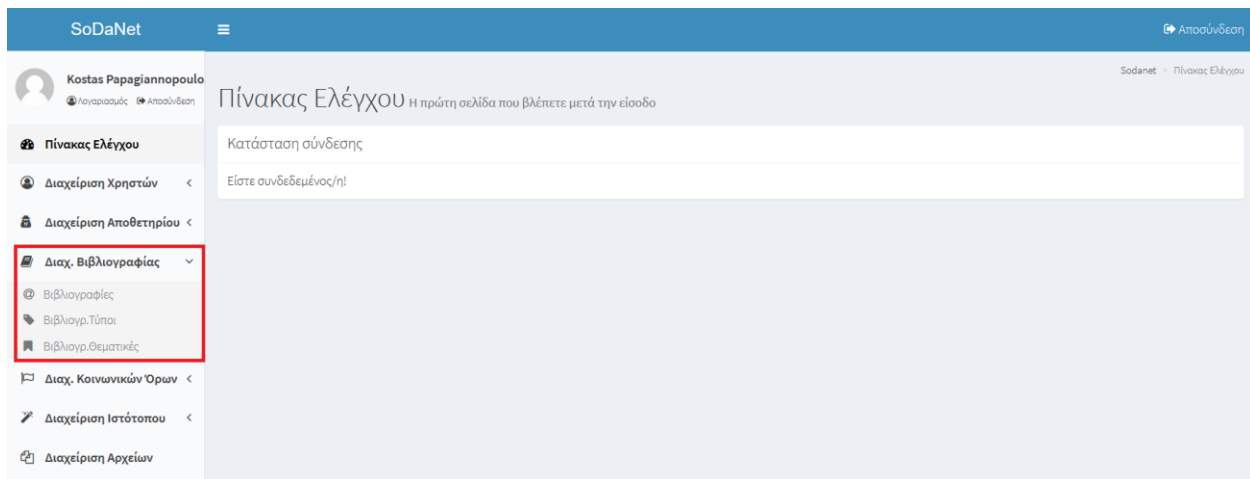 SoDaNet
Αποσύνδεση
Kostas Papagiannopoulo
Λογαριασμός Αποσύνδεση
Sodanet > Πίνακας Ελέγχου
Πίνακας Ελέγχου Η πρώτη σελίδα που βλέπετε μετά την είσοδο
Κατάσταση σύνδεσης
Είστε συνδεδεμένος/η!
Πίνακας Ελέγχου
Διαχείριση Χρηστών
Διαχείριση Αποθετηρίου
Διαχ. Βιβλιογραφίας
Βιβλιογραφίες
Βιβλιογρ.Τύποι
Βιβλιογρ.Θεματικές
Διαχ. Κοινωνικών Όρων
Διαχείριση Ιστότοπου
Διαχείριση Αρχείων